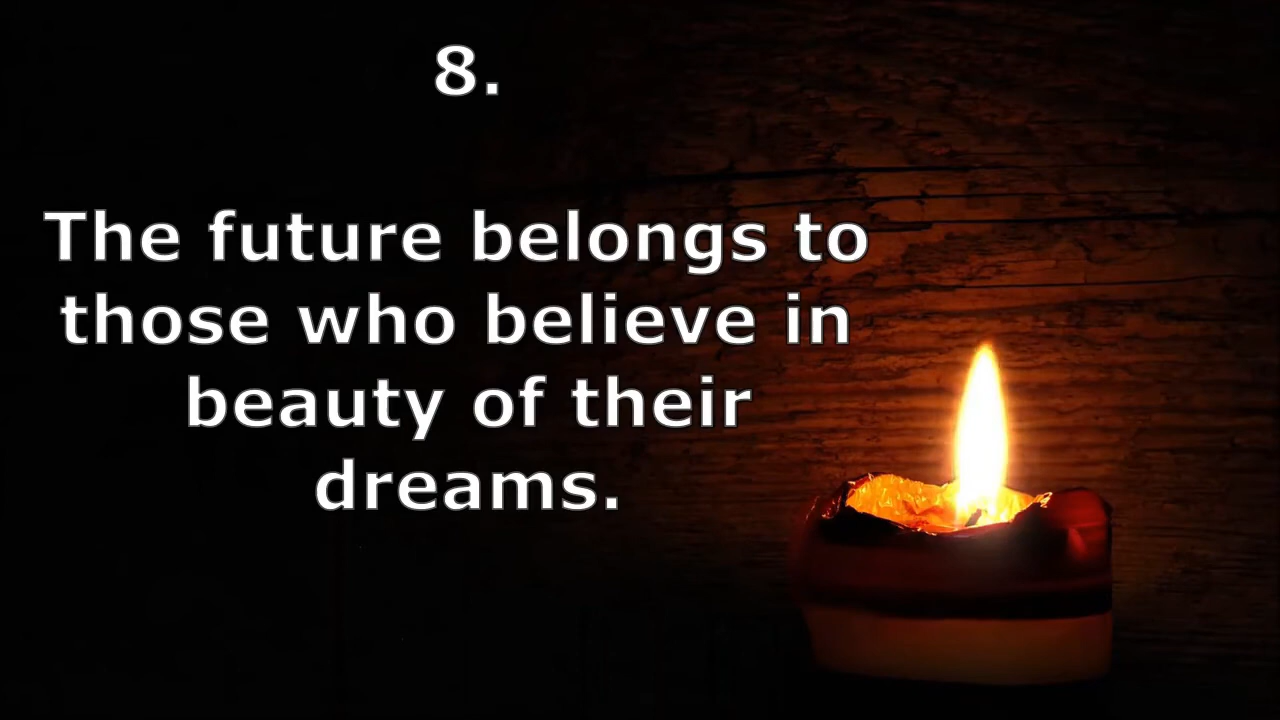 8.
The future belongs to
those who believe in
beauty of their
dreams.